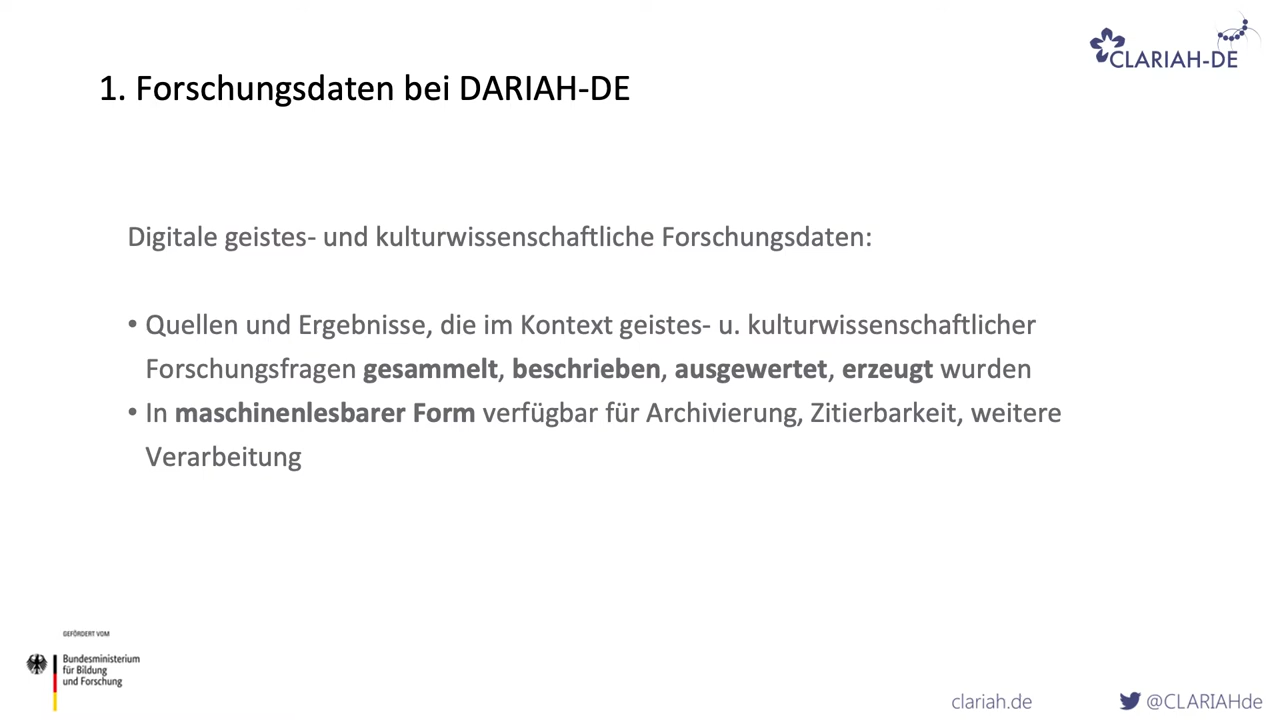 CLARIAH-DE
1. Forschungsdaten bei DARIAH-DE
Digitale geistes- und kulturwissenschaftliche Forschungsdaten:
• Quellen und Ergebnisse, die im Kontext geistes- u. kulturwissenschaftlicher
Forschungsfragen gesammelt, beschrieben, ausgewertet, erzeugt wurden
• In maschinenlesbarer Form verfügbar für Archivierung, Zitierbarkeit, weitere
Verarbeitung
GEFÖRDERT VOM
Bundesministerium
für Bildung
und Forschung
clariah.de
@CLARIAHde